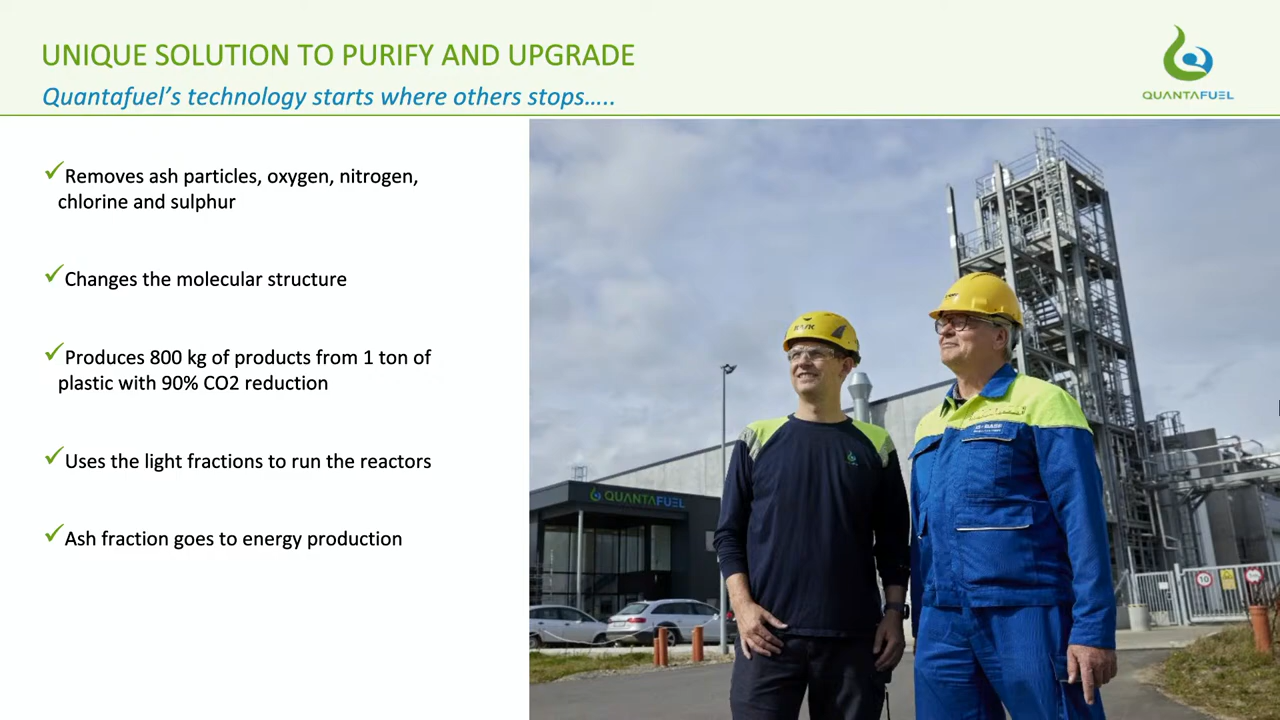 UNIQUE SOLUTION TO PURIFY AND UPGRADE
Quantafuel's technology starts where others stops.....
QUANTAFUEL
Removes ash particles, oxygen, nitrogen,
chlorine and sulphur
Changes the molecular structure
Produces 800 kg of products from 1 ton of
plastic with 90% CO2 reduction
Uses the light fractions to run the reactors
Ash fraction goes to energy production
KASK
BASF
QUANTAFUEL
10